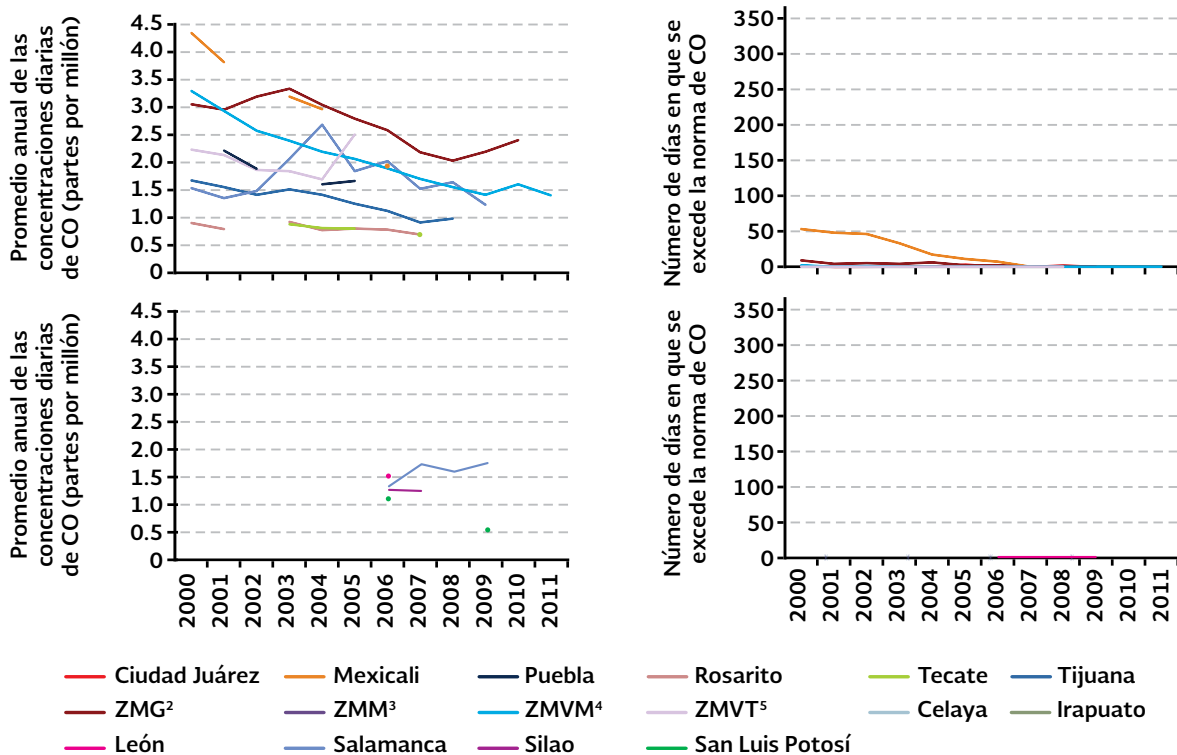 Promedio anual de las
concentraciones diarias
de CO (partes por millón)
4.5
4.0
3.5
3.0
2.5
2.0
1.5
1.0
0.5
0
Número de días en que se
excede la norma de CO
350
300
250
200
150
100
50
0
Promedio anual de las
concentraciones diarias
de CO (partes por millón)
4.5
4.0
3.5
3.0
2.5
2.0
1.5
1.0
0.5
0
2000 2001 2002 2003 2004 2005 2006 2007 2008 2009 2010 2011
Número de días en que se
excede la norma de CO
350
300
250
200
150
100
50
0
2000 2001 2002 2003 2004 2005 2006 2007 2008 2009 2010 2011
Ciudad Juárez Mexicali Puebla Rosarito Tecate Tijuana
ZMG² ZMM³ ZMVM⁴ ZMVT⁵ Celaya Irapuato
León Salamanca Silao San Luis Potosí